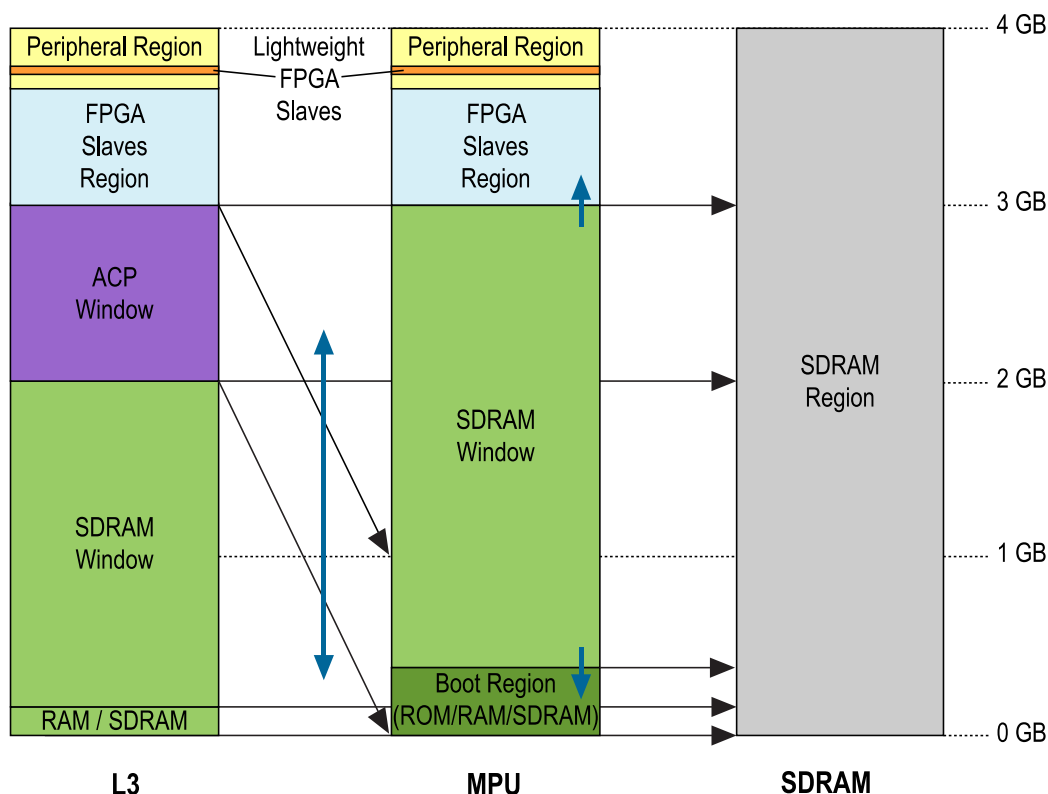 Peripheral Region
Lightweight
FPGA
Slaves
Peripheral Region
4 GB
FPGA
Slaves
Region
FPGA
Slaves
Region
3 GB
ACP
Window
SDRAM
Window
SDRAM
Region
2 GB
SDRAM
Window
1 GB
Boot Region
(ROM/RAM/SDRAM)
RAM / SDRAM
0 GB
L3
MPU
SDRAM